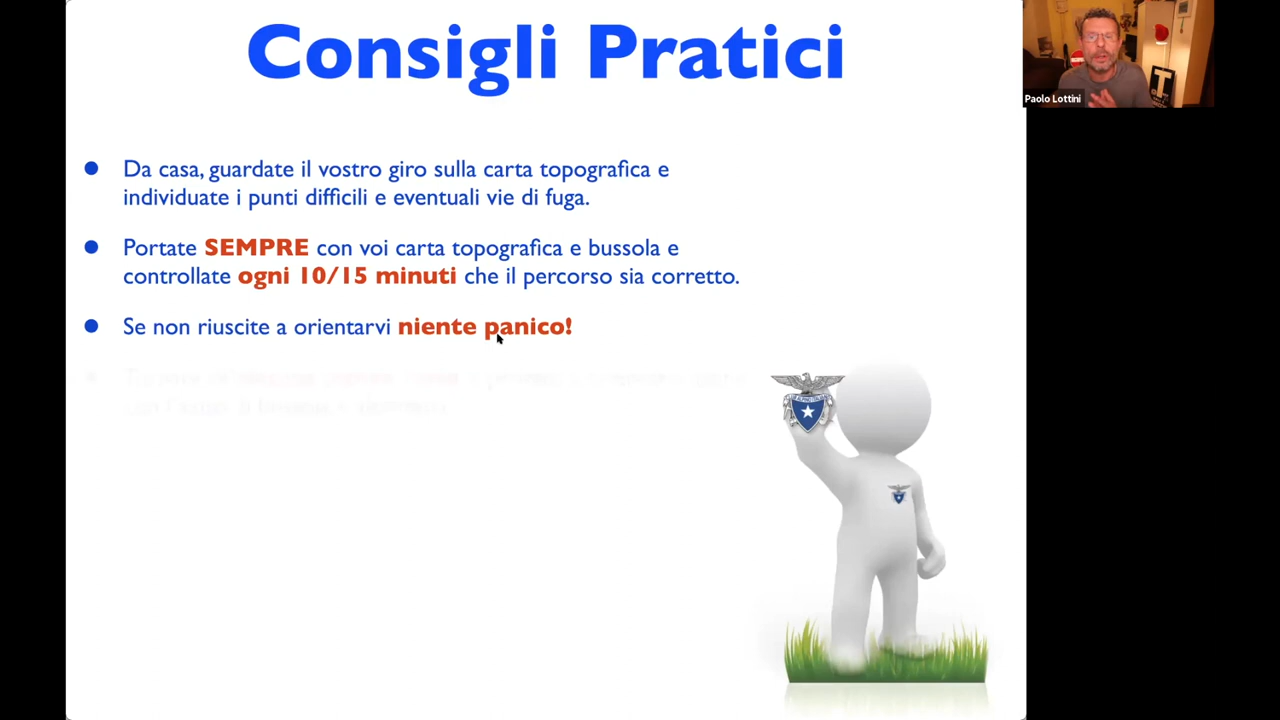 Consigli Pratici
Paolo Lottini
Da casa, guardate il vostro giro sulla carta topografica e
individuate i punti difficili e eventuali vie di fuga.
Portate SEMPRE con voi carta topografica e bussola e
controllate ogni 10/15 minuti che il percorso sia corretto.
Se non riuscite a orientarvi niente panico!
T